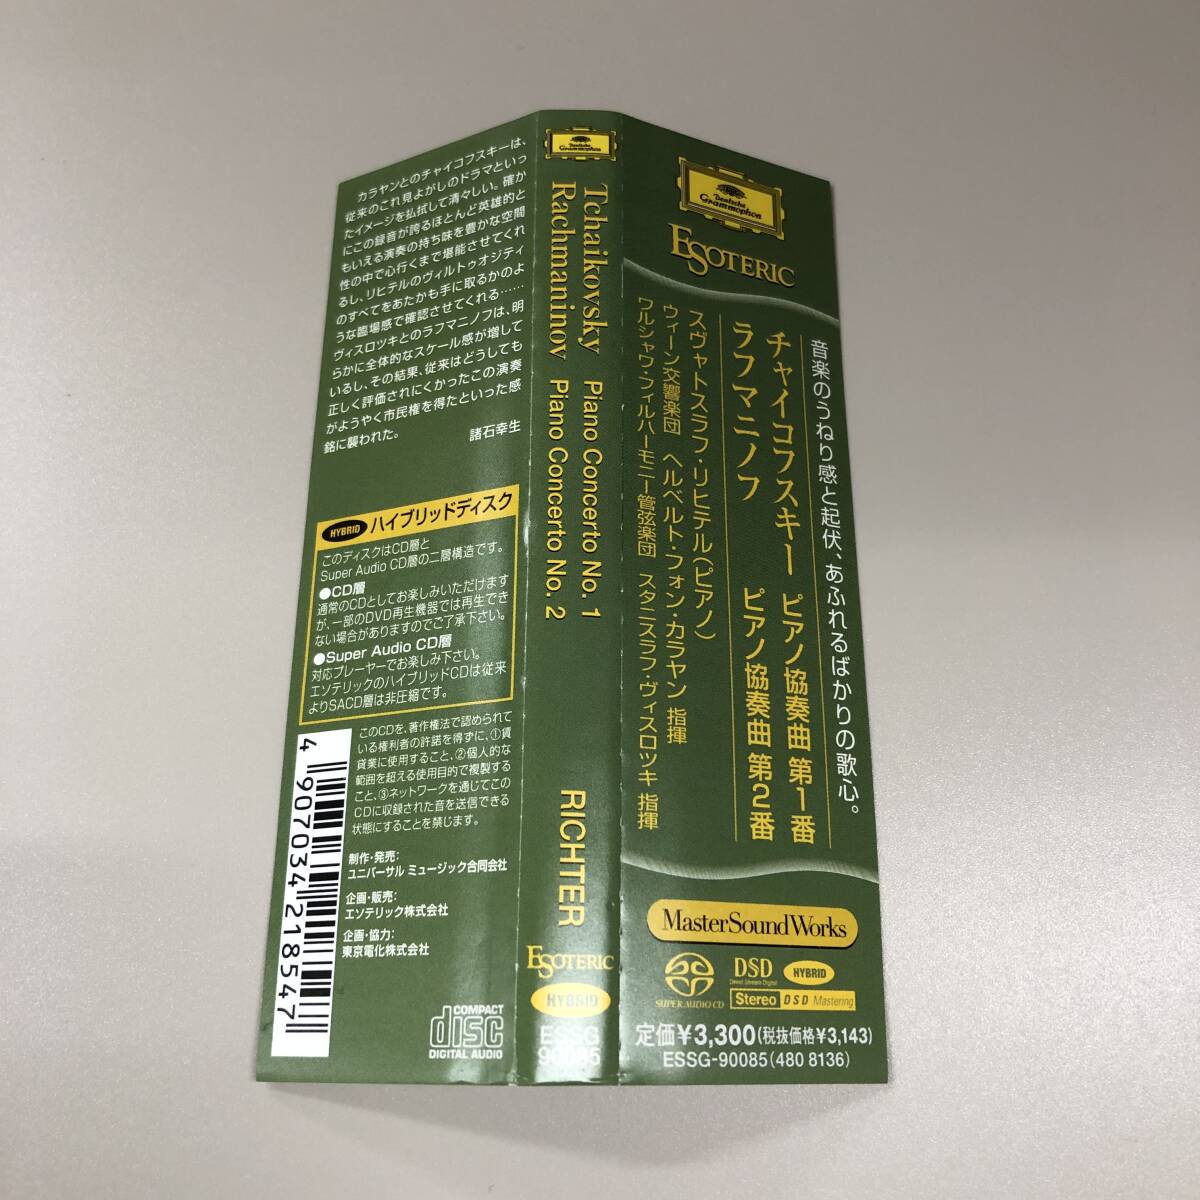 カラヤンとのチャイコフスキーは、
従来のこれ見よがしのドラマといっ
たイメージを払拭して清々しい。確か
にこの録音が誇るほとんど英雄的と
もいえる演奏の持ち味を豊かな空間
性の中で心行くまで堪能させてくれ
るし、リヒテルのヴィルトゥオジティ
のすべてをあたかも手に取るかのよ
うな臨場感で確認させてくれる……
ヴィスロツキとのラフマニノフは、明
らかに全体的なスケール感が増して
いるし、その結果、従来はどうしても
正しく評価されにくかったこの演奏
がようやく市民権を得たといった感
銘に襲われた。
諸石幸生
HYBRID ハイブリッドディスク
このディスクはCD層と
Super Audio CD層の二層構造です。
●CD層
通常のCDとしてお楽しみいただけます
が、一部のDVD再生機器では再生でき
ない場合がありますのでご了承下さい。
●Super Audio CD層
対応プレーヤーでお楽しみ下さい。
エソテリックのハイブリッドCDは従来
よりSACD層は非圧縮です。
このCDを、著作権法で認められて
いる権利者の許諾を得ずに、①賃
貸業に使用すること、②個人的な
範囲を超える使用目的で複製する
こと、③ネットワークを通じてこの
CDに収録された音を送信できる
状態にすることを禁じます。
制作・発売：
ユニバーサル ミュージック合同会社
企画・販売：
エソテリック株式会社
企画・協力：
東京電化株式会社
4 907034 218547
COMPACT
disc
DIGITAL AUDIO
Deutsche
Grammophon
Tchaikovsky Piano Concerto No. 1
Rachmaninov Piano Concerto No. 2
RICHTER
ESOTERIC
HYBRID
ESSG
90085
Deutsche
Grammophon
ESOTERIC
音楽のうねり感と起伏、あふれるばかりの歌心。
チャイコフスキー ピアノ協奏曲 第1番
ラフマニノフ ピアノ協奏曲 第2番
スヴャトスラフ・リヒテル(ピアノ)
ウィーン交響楽団 ヘルベルト・フォン・カラヤン 指揮
ワルシャワ・フィルハーモニー管弦楽団 スタニスラフ・ヴィスロツキ 指揮
MasterSoundWorks
SUPER AUDIO CD
DSD
Direct Stream Digital
HYBRID
Stereo DSD Mastering
定価￥3,300(税抜価格￥3,143)
ESSG-90085(480 8136)